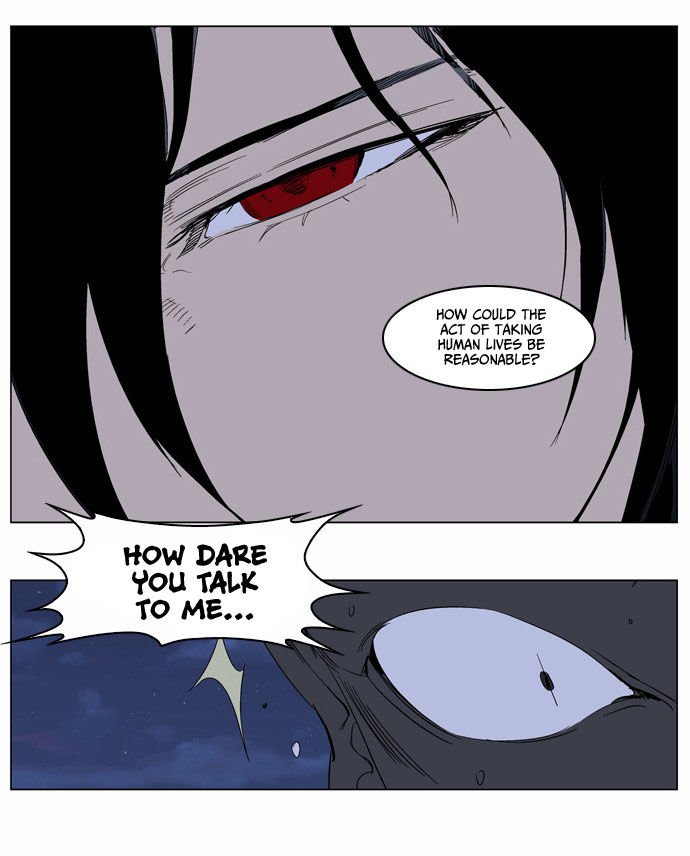 HOW COULD THE
ACT OF TAKING
HUMAN LIVES BE
REASONABLE?
HOW DARE
YOU TALK
TO ME...